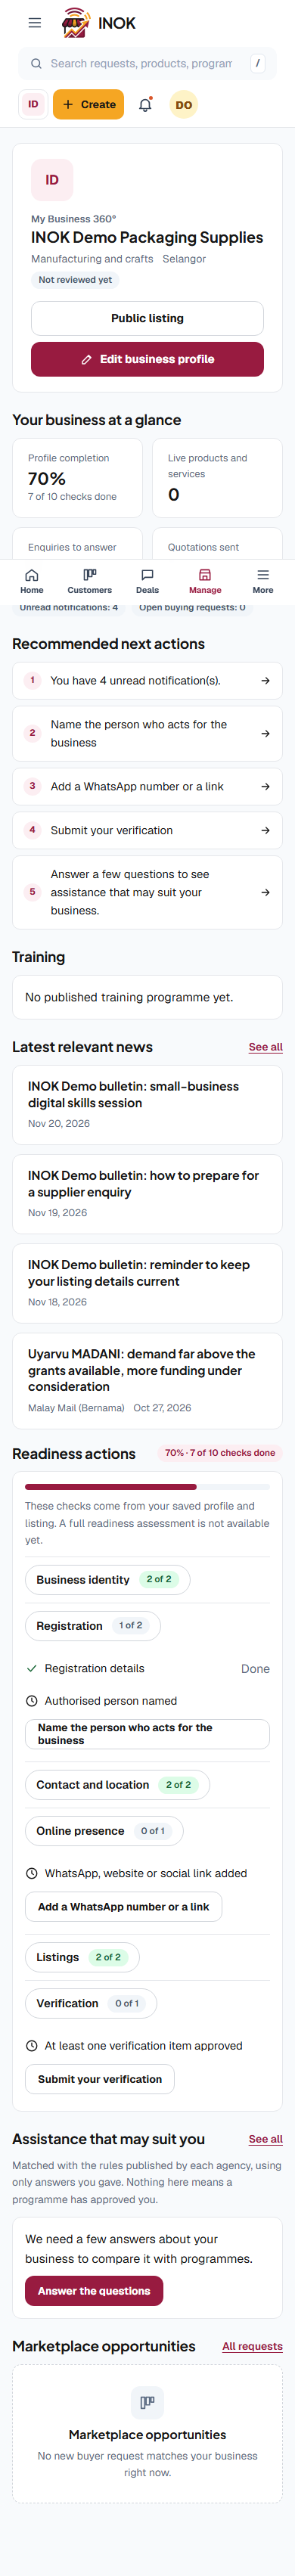 INOK
Search requests, products, program
/
ID
Create
DO
ID
My Business 360°
INOK Demo Packaging Supplies
Manufacturing and crafts Selangor
Not reviewed yet
Public listing
Edit business profile
Your business at a glance
Profile completion
70%
7 of 10 checks done
Live products and
services
0
Enquiries to answer
Quotations sent
Home
Customers
Deals
Manage
More
Unread notifications: 4
Open buying requests: 0
Recommended next actions
1 You have 4 unread notification(s).
2 Name the person who acts for the
business
3 Add a WhatsApp number or a link
4 Submit your verification
5 Answer a few questions to see
assistance that may suit your
business.
Training
No published training programme yet.
Latest relevant news
See all
INOK Demo bulletin: small-business
digital skills session
Nov 20, 2026
INOK Demo bulletin: how to prepare for
a supplier enquiry
Nov 19, 2026
INOK Demo bulletin: reminder to keep
your listing details current
Nov 18, 2026
Uyarvu MADANI: demand far above the
grants available, more funding under
consideration
Malay Mail (Bernama) Oct 27, 2026
Readiness actions
70% · 7 of 10 checks done
These checks come from your saved profile and
listing. A full readiness assessment is not available
yet.
Business identity 2 of 2
Registration 1 of 2
Registration details Done
Authorised person named
Name the person who acts for the
business
Contact and location 2 of 2
Online presence 0 of 1
WhatsApp, website or social link added
Add a WhatsApp number or a link
Listings 2 of 2
Verification 0 of 1
At least one verification item approved
Submit your verification
Assistance that may suit you
See all
Matched with the rules published by each agency, using
only answers you gave. Nothing here means a
programme has approved you.
We need a few answers about your
business to compare it with programmes.
Answer the questions
Marketplace opportunities
All requests
Marketplace opportunities
No new buyer request matches your business
right now.